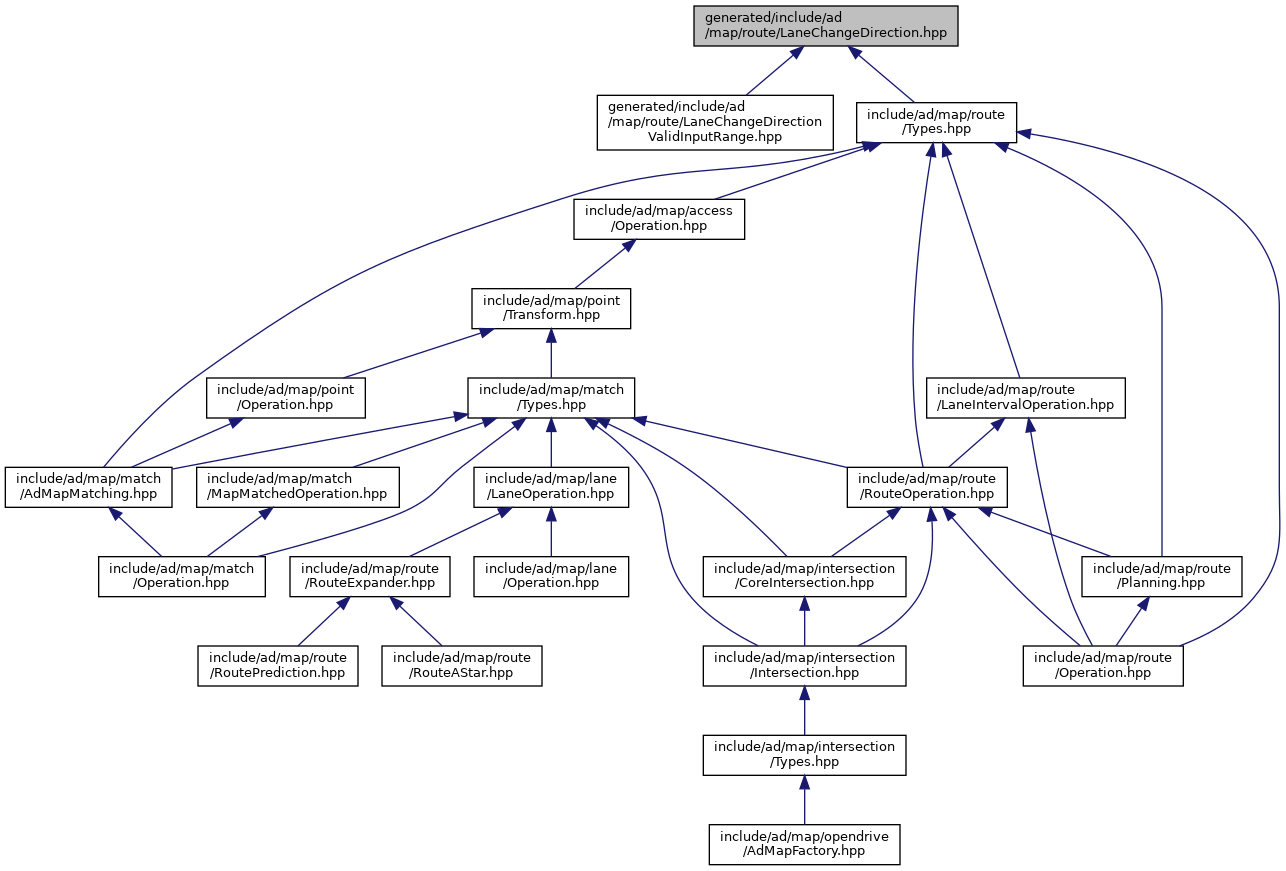 generated/include/ad
/map/route/LaneChangeDirection.hpp
generated/include/ad
/map/route/LaneChangeDirection
ValidInputRange.hpp
include/ad/map/route
/Types.hpp
include/ad/map/access
/Operation.hpp
include/ad/map/point
/Transform.hpp
include/ad/map/point
/Operation.hpp
include/ad/map/match
/Types.hpp
include/ad/map/route
/LaneIntervalOperation.hpp
include/ad/map/match
/AdMapMatching.hpp
include/ad/map/match
/MapMatchedOperation.hpp
include/ad/map/lane
/LaneOperation.hpp
include/ad/map/route
/RouteOperation.hpp
include/ad/map/match
/Operation.hpp
include/ad/map/route
/RouteExpander.hpp
include/ad/map/lane
/Operation.hpp
include/ad/map/intersection
/CoreIntersection.hpp
include/ad/map/route
/Planning.hpp
include/ad/map/route
/RoutePrediction.hpp
include/ad/map/route
/RouteAStar.hpp
include/ad/map/intersection
/Intersection.hpp
include/ad/map/route
/Operation.hpp
include/ad/map/intersection
/Types.hpp
include/ad/map/opendrive
/AdMapFactory.hpp